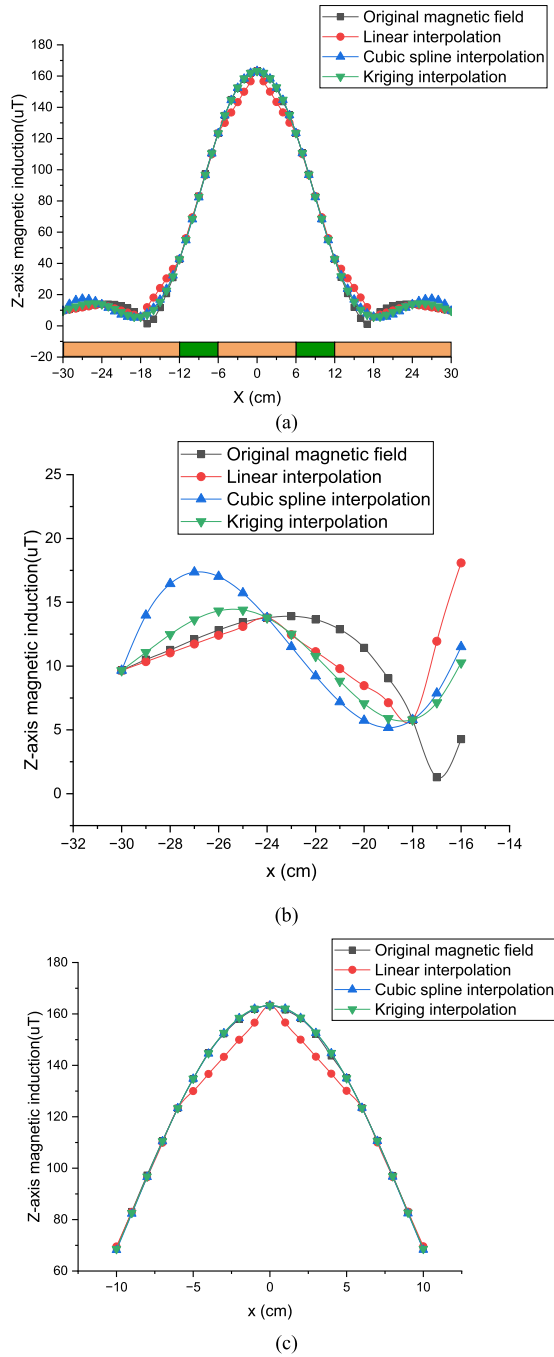 Original magnetic field
Linear interpolation
Cubic spline interpolation
Kriging interpolation
Z-axis magnetic induction(uT)
180
160
140
120
100
80
60
40
20
0
−20
−30 −24 −18 −12 −6 0 6 12 18 24 30
X (cm)
(a)
Original magnetic field
Linear interpolation
Cubic spline interpolation
Kriging interpolation
Z-axis magnetic induction(uT)
25
20
15
10
5
0
−32 −30 −28 −26 −24 −22 −20 −18 −16 −14
x (cm)
(b)
Original magnetic field
Linear interpolation
Cubic spline interpolation
Kriging interpolation
Z-axis magnetic induction(uT)
180
160
140
120
100
80
60
−10 −5 0 5 10
x (cm)
(c)